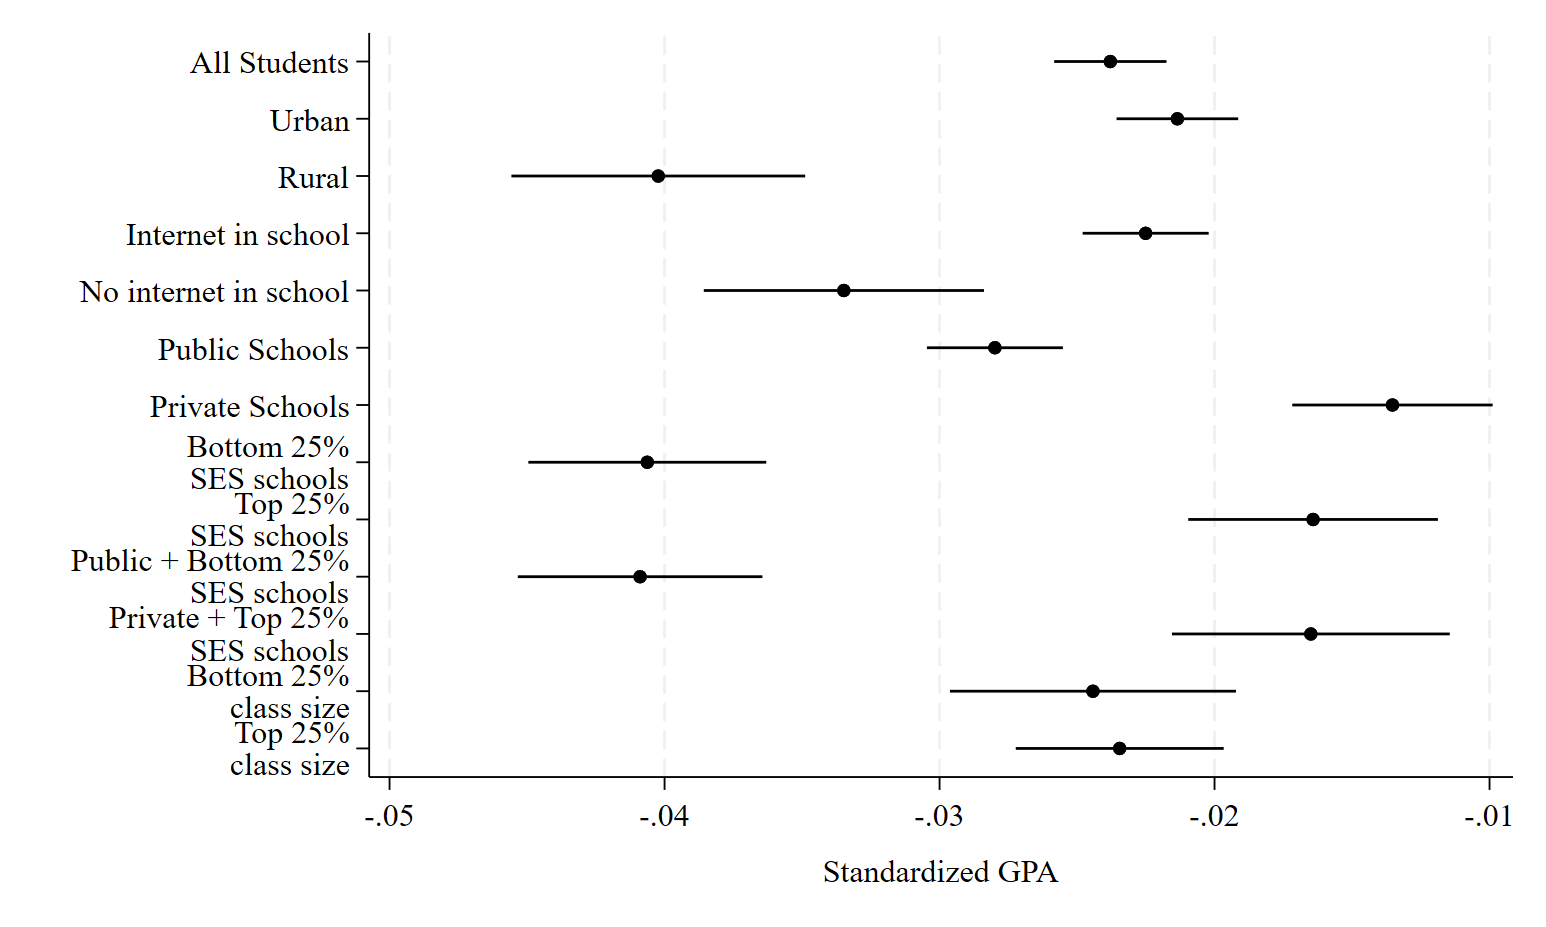 All Students
Urban
Rural
Internet in school
No internet in school
Public Schools
Private Schools
Bottom 25%
SES schools
Top 25%
SES schools
Public + Bottom 25%
SES schools
Private + Top 25%
SES schools
Bottom 25%
class size
Top 25%
class size
-.05 -.04 -.03 -.02 -.01
Standardized GPA